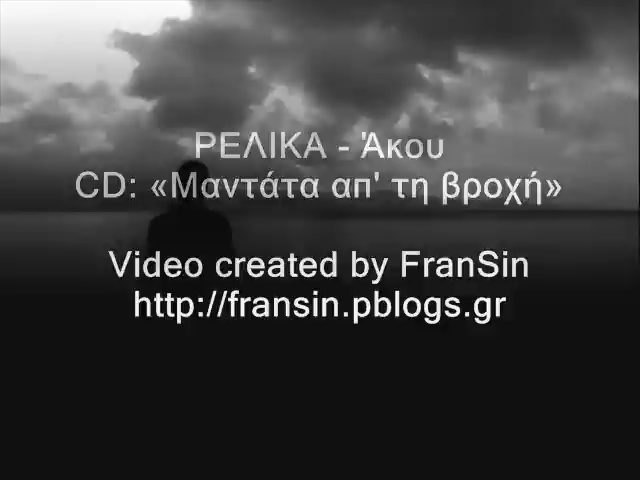 ΡΕΛΙΚΑ - Άκου
CD: «Μαντάτα απ' τη βροχή»
Video created by FranSin
http://fransin.pblogs.gr